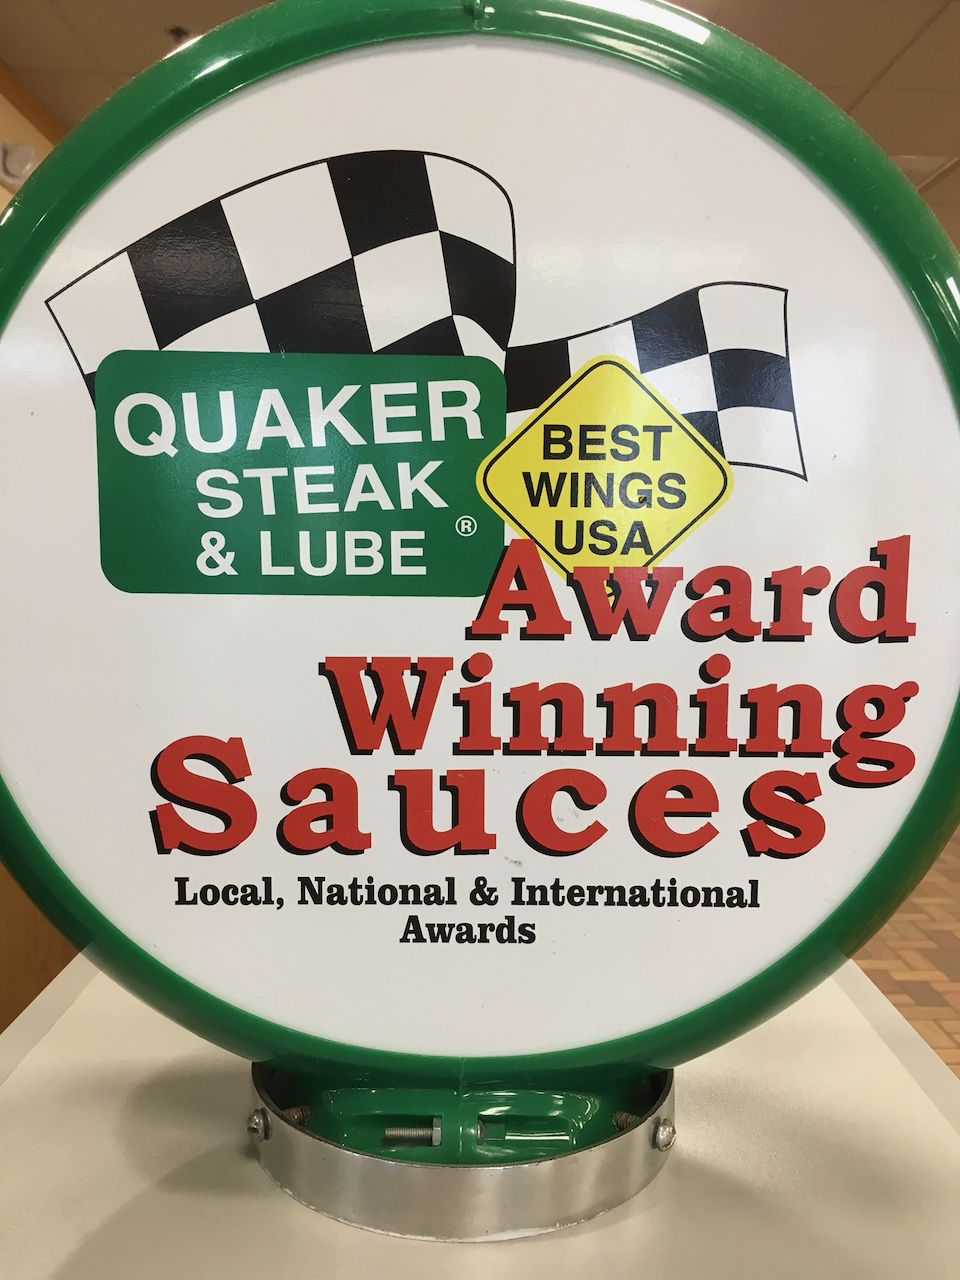 QUAKER
STEAK
& LUBE ®
BEST
WINGS
USA
Award
Winning
Sauces
Local, National & International
Awards